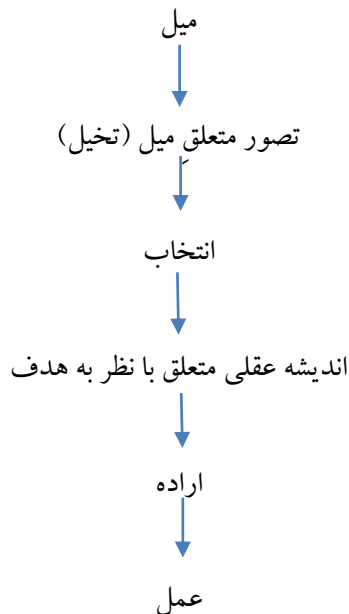 میل
تصور متعلقِ میل (تخیل)
انتخاب
اندیشه عقلی متعلق با نظر به هدف
اراده
عمل